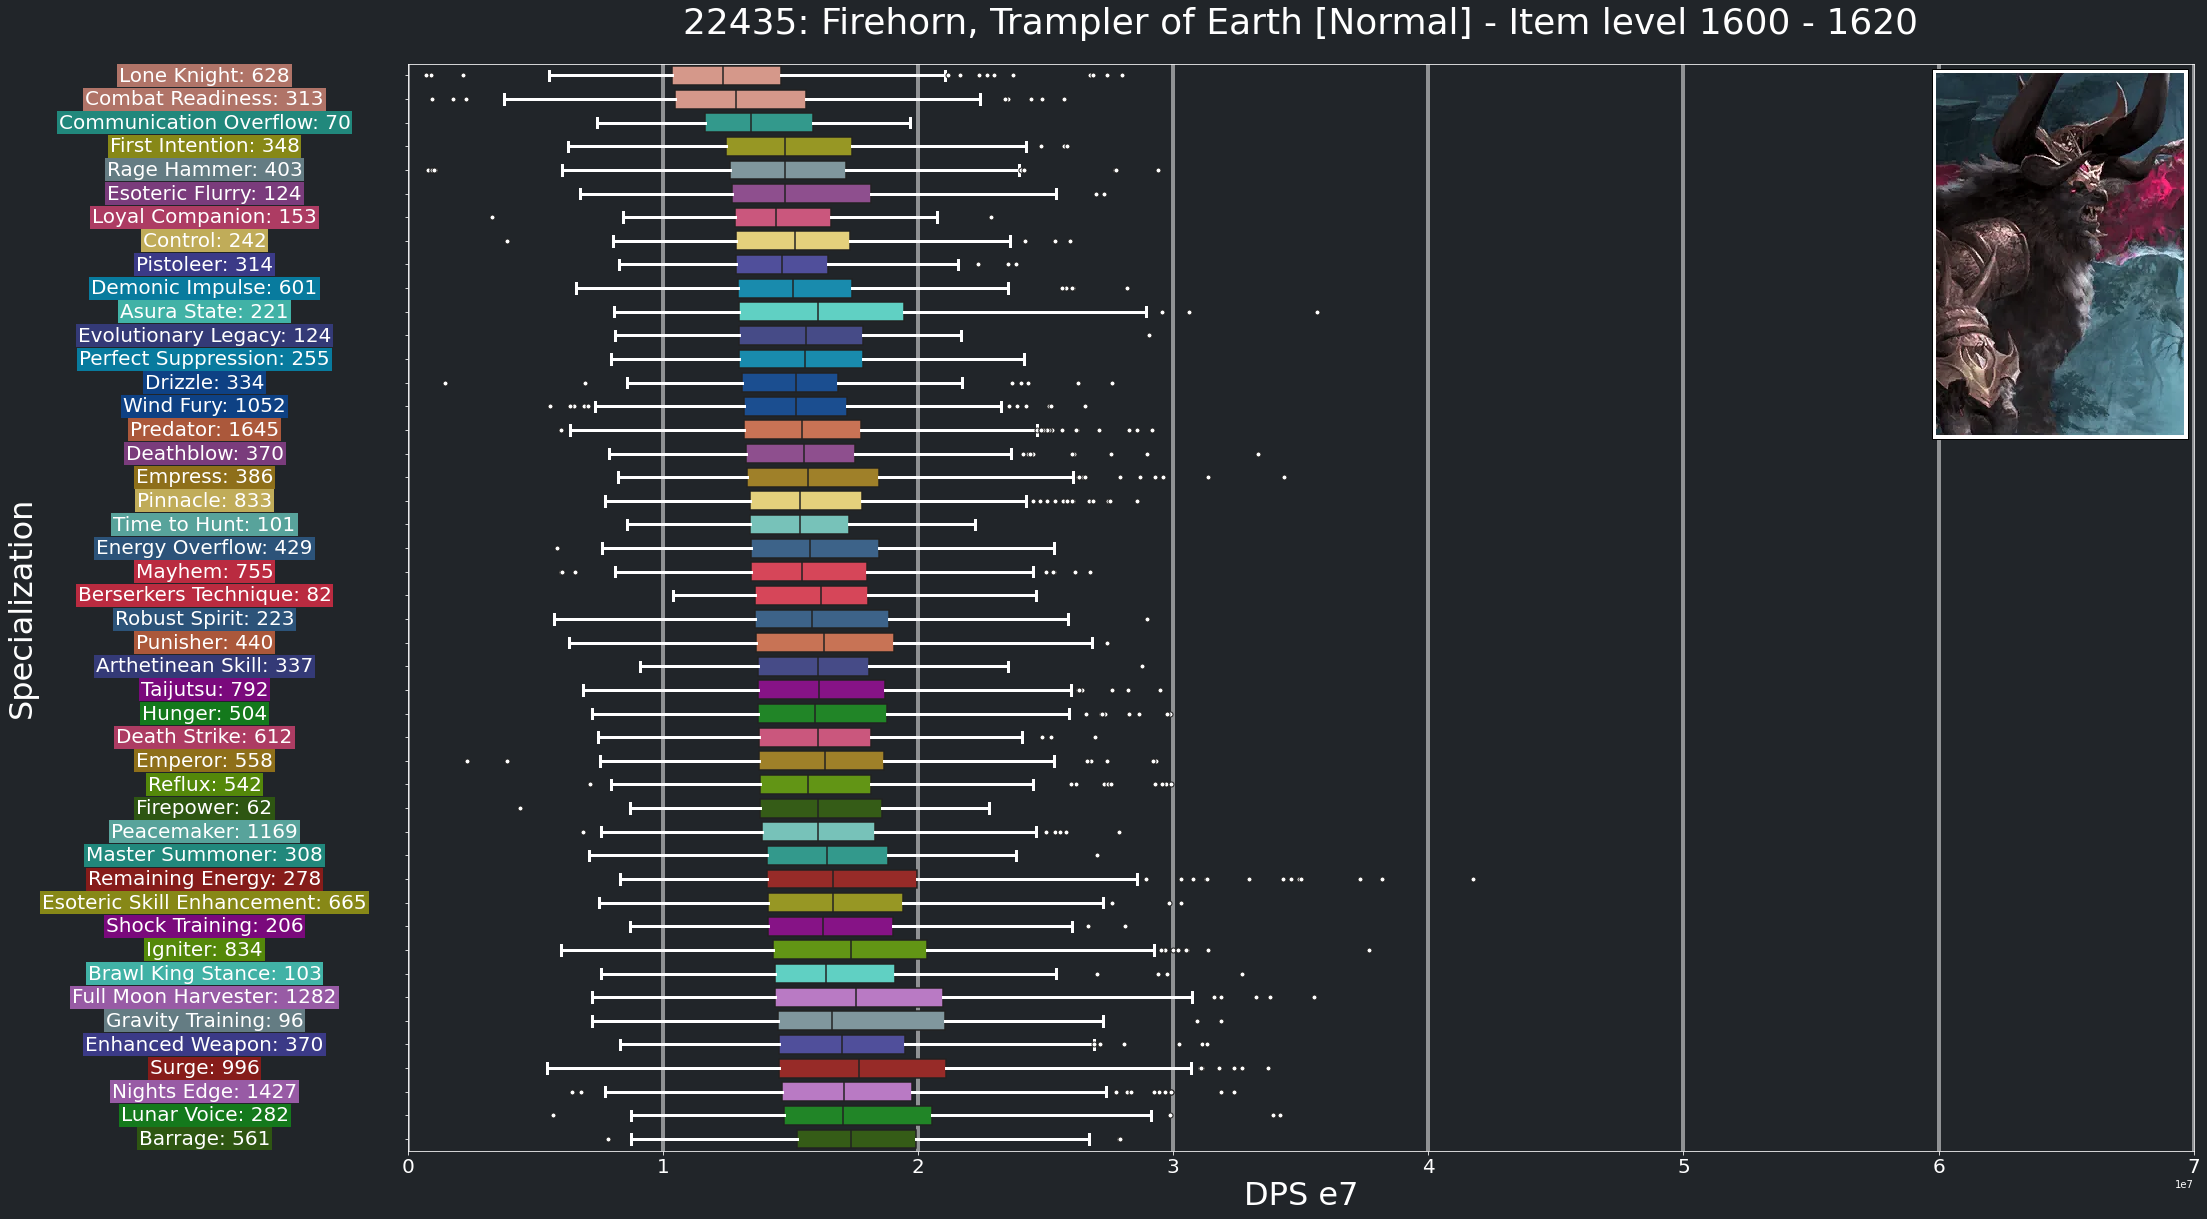 22435: Firehorn, Trampler of Earth [Normal] - Item level 1600 - 1620
Specialization
Lone Knight: 628
Combat Readiness: 313
Communication Overflow: 70
First Intention: 348
Rage Hammer: 403
Esoteric Flurry: 124
Loyal Companion: 153
Control: 242
Pistoleer: 314
Demonic Impulse: 601
Asura State: 221
Evolutionary Legacy: 124
Perfect Suppression: 255
Drizzle: 334
Wind Fury: 1052
Predator: 1645
Deathblow: 370
Empress: 386
Pinnacle: 833
Time to Hunt: 101
Energy Overflow: 429
Mayhem: 755
Berserkers Technique: 82
Robust Spirit: 223
Punisher: 440
Arthetinean Skill: 337
Taijutsu: 792
Hunger: 504
Death Strike: 612
Emperor: 558
Reflux: 542
Firepower: 62
Peacemaker: 1169
Master Summoner: 308
Remaining Energy: 278
Esoteric Skill Enhancement: 665
Shock Training: 206
Igniter: 834
Brawl King Stance: 103
Full Moon Harvester: 1282
Gravity Training: 96
Enhanced Weapon: 370
Surge: 996
Nights Edge: 1427
Lunar Voice: 282
Barrage: 561
0 1 2 3 4 5 6 7
1e7
DPS e7